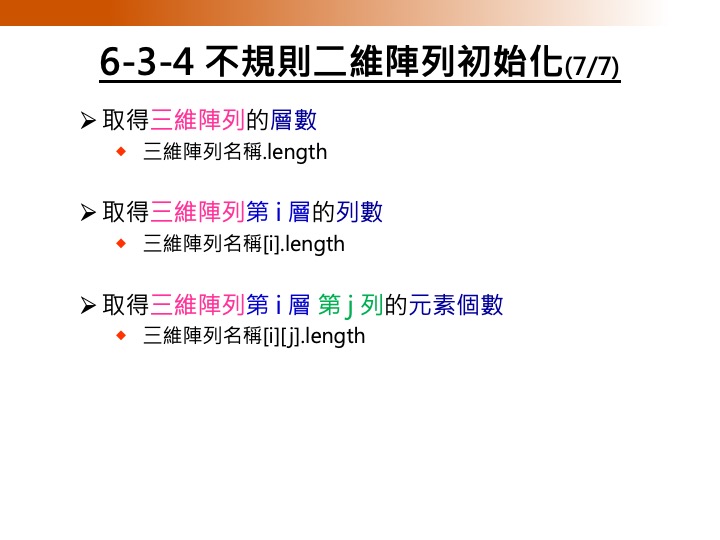 6-3-4 不規則二維陣列初始化(7/7)
取得三維陣列的層數
三維陣列名稱.length
取得三維陣列第 i 層的列數
三維陣列名稱[i].length
取得三維陣列第 i 層 第 j 列的元素個數
三維陣列名稱[i][j].length